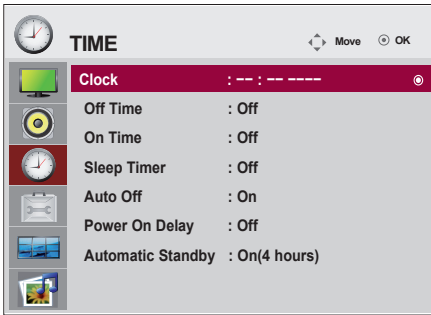 TIME Move OK
Clock : -- : -- ----
Off Time : Off
On Time : Off
Sleep Timer : Off
Auto Off : On
Power On Delay : Off
Automatic Standby : On(4 hours)